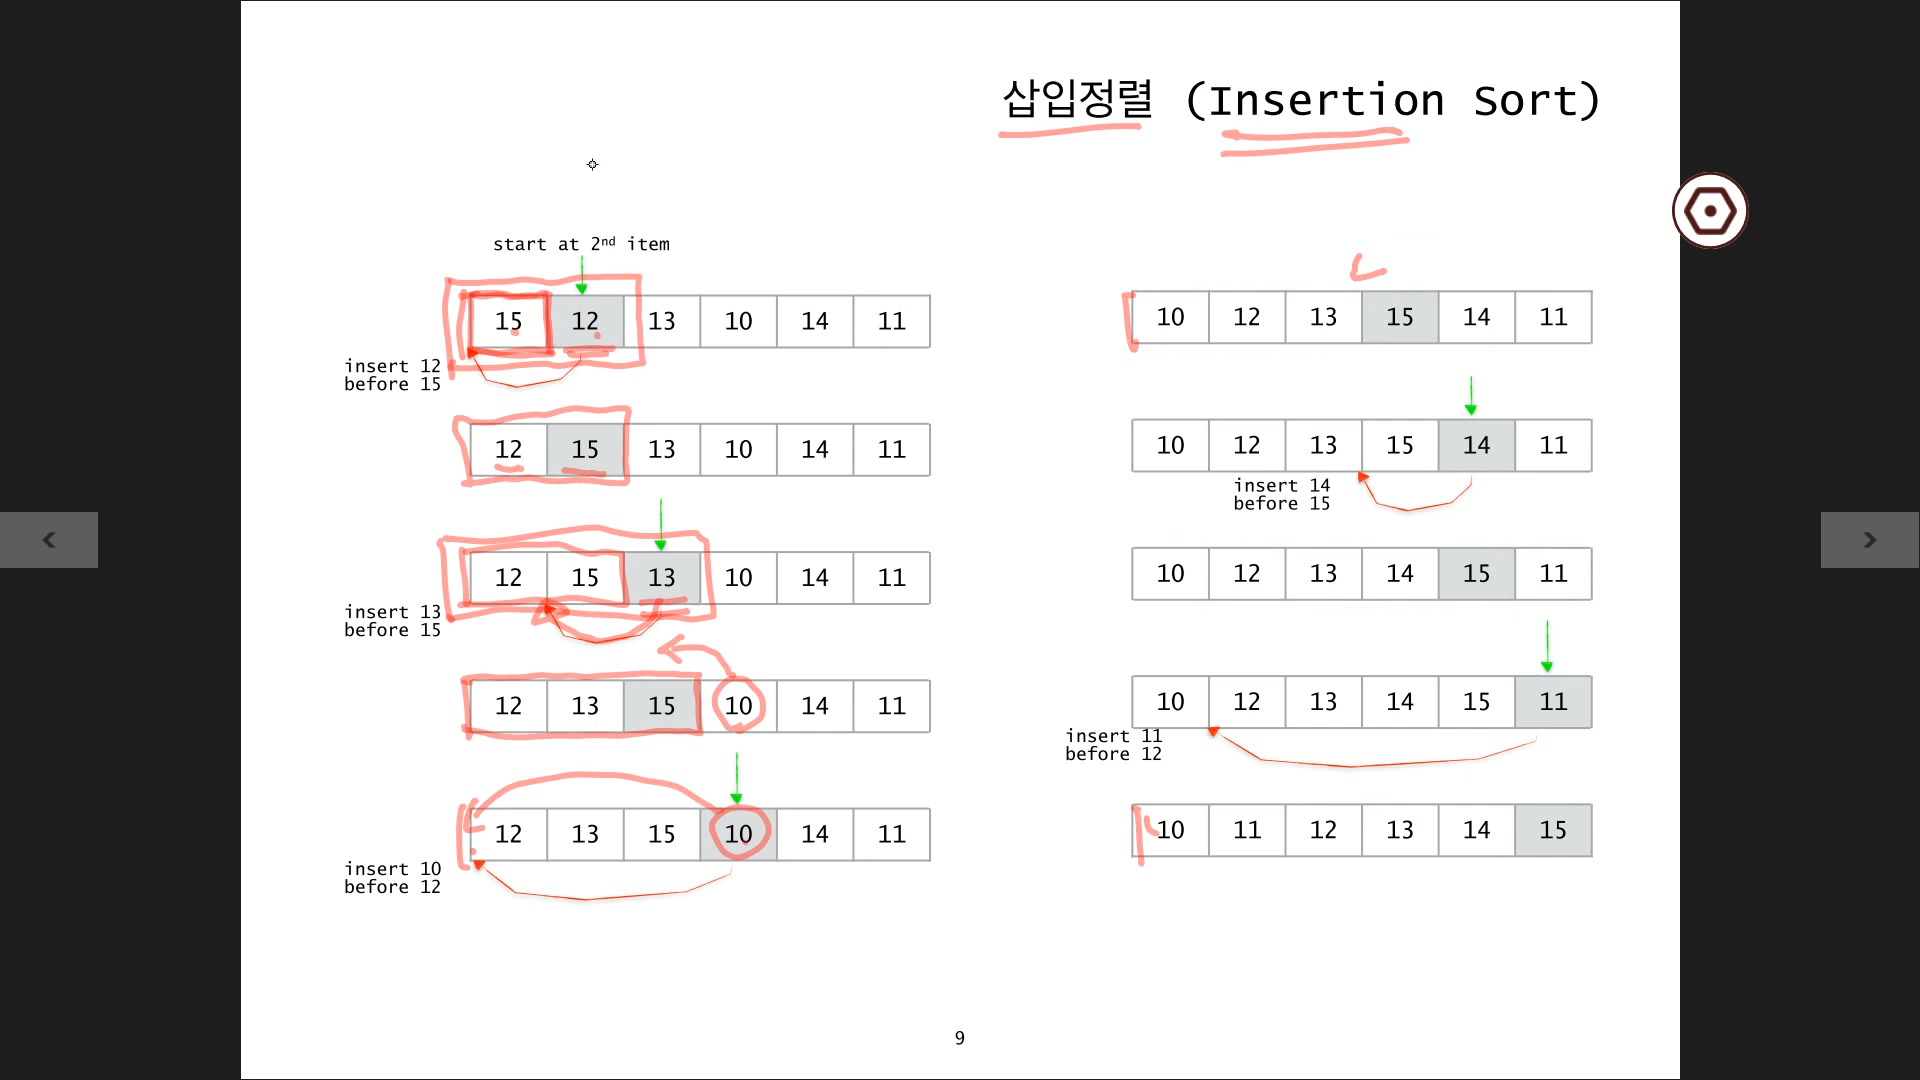 삽입정렬 (Insertion Sort)
start at 2nd item
15 12 13 10 14 11
insert 12
before 15
12 15 13 10 14 11
12 15 13 10 14 11
insert 13
before 15
12 13 15 10 14 11
12 13 15 10 14 11
insert 10
before 12
10 12 13 15 14 11
10 12 13 15 14 11
insert 14
before 15
10 12 13 14 15 11
10 12 13 14 15 11
insert 11
before 12
10 11 12 13 14 15
9